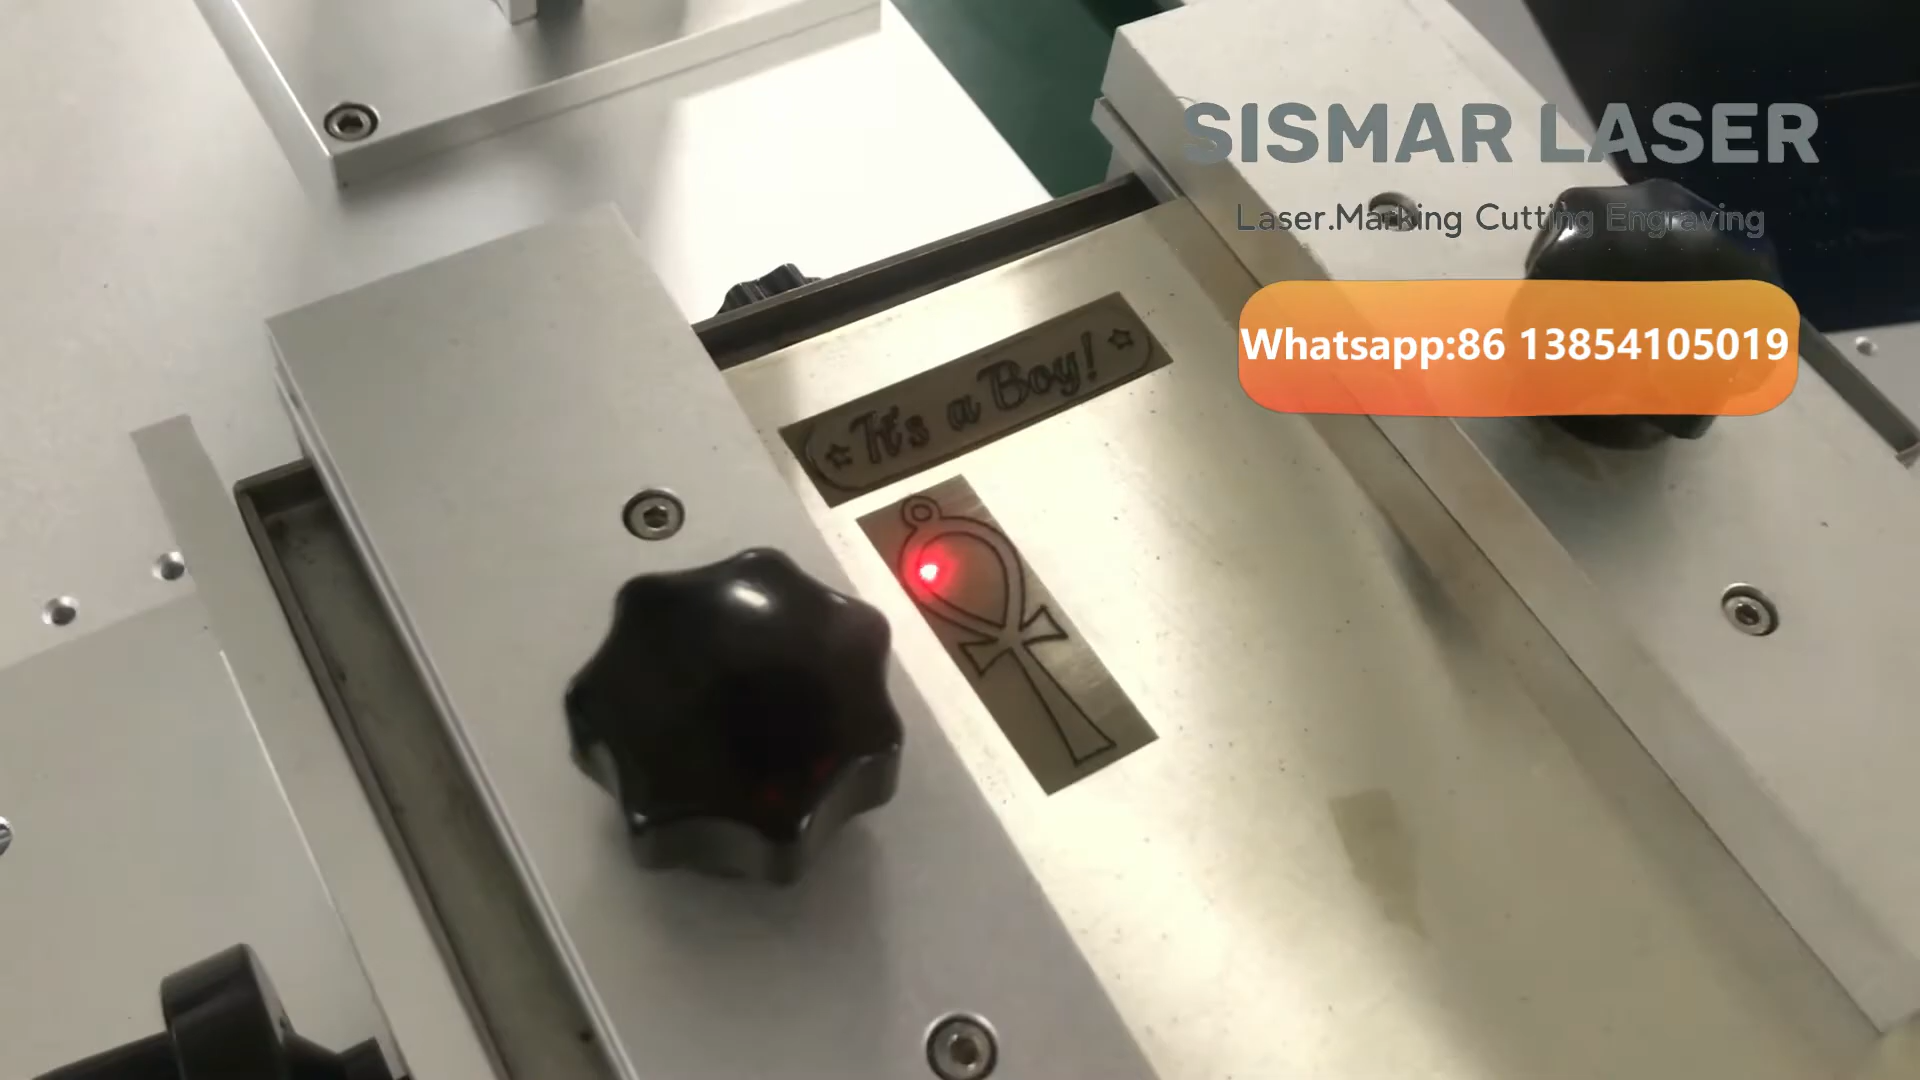 SISMAR LASER
Laser.Marking Cutting Engraving
Whatsapp:86 13854105019
It's a Boy!